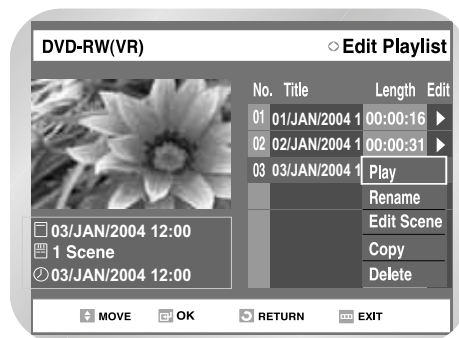 DVD-RW(VR) Edit Playlist
No. Title Length Edit
01 01/JAN/2004 1 00:00:16
02 02/JAN/2004 1 00:00:31
03 03/JAN/2004 1 Play
Rename
Edit Scene
Copy
Delete
03/JAN/2004 12:00
1 Scene
03/JAN/2004 12:00
MOVE OK RETURN EXIT